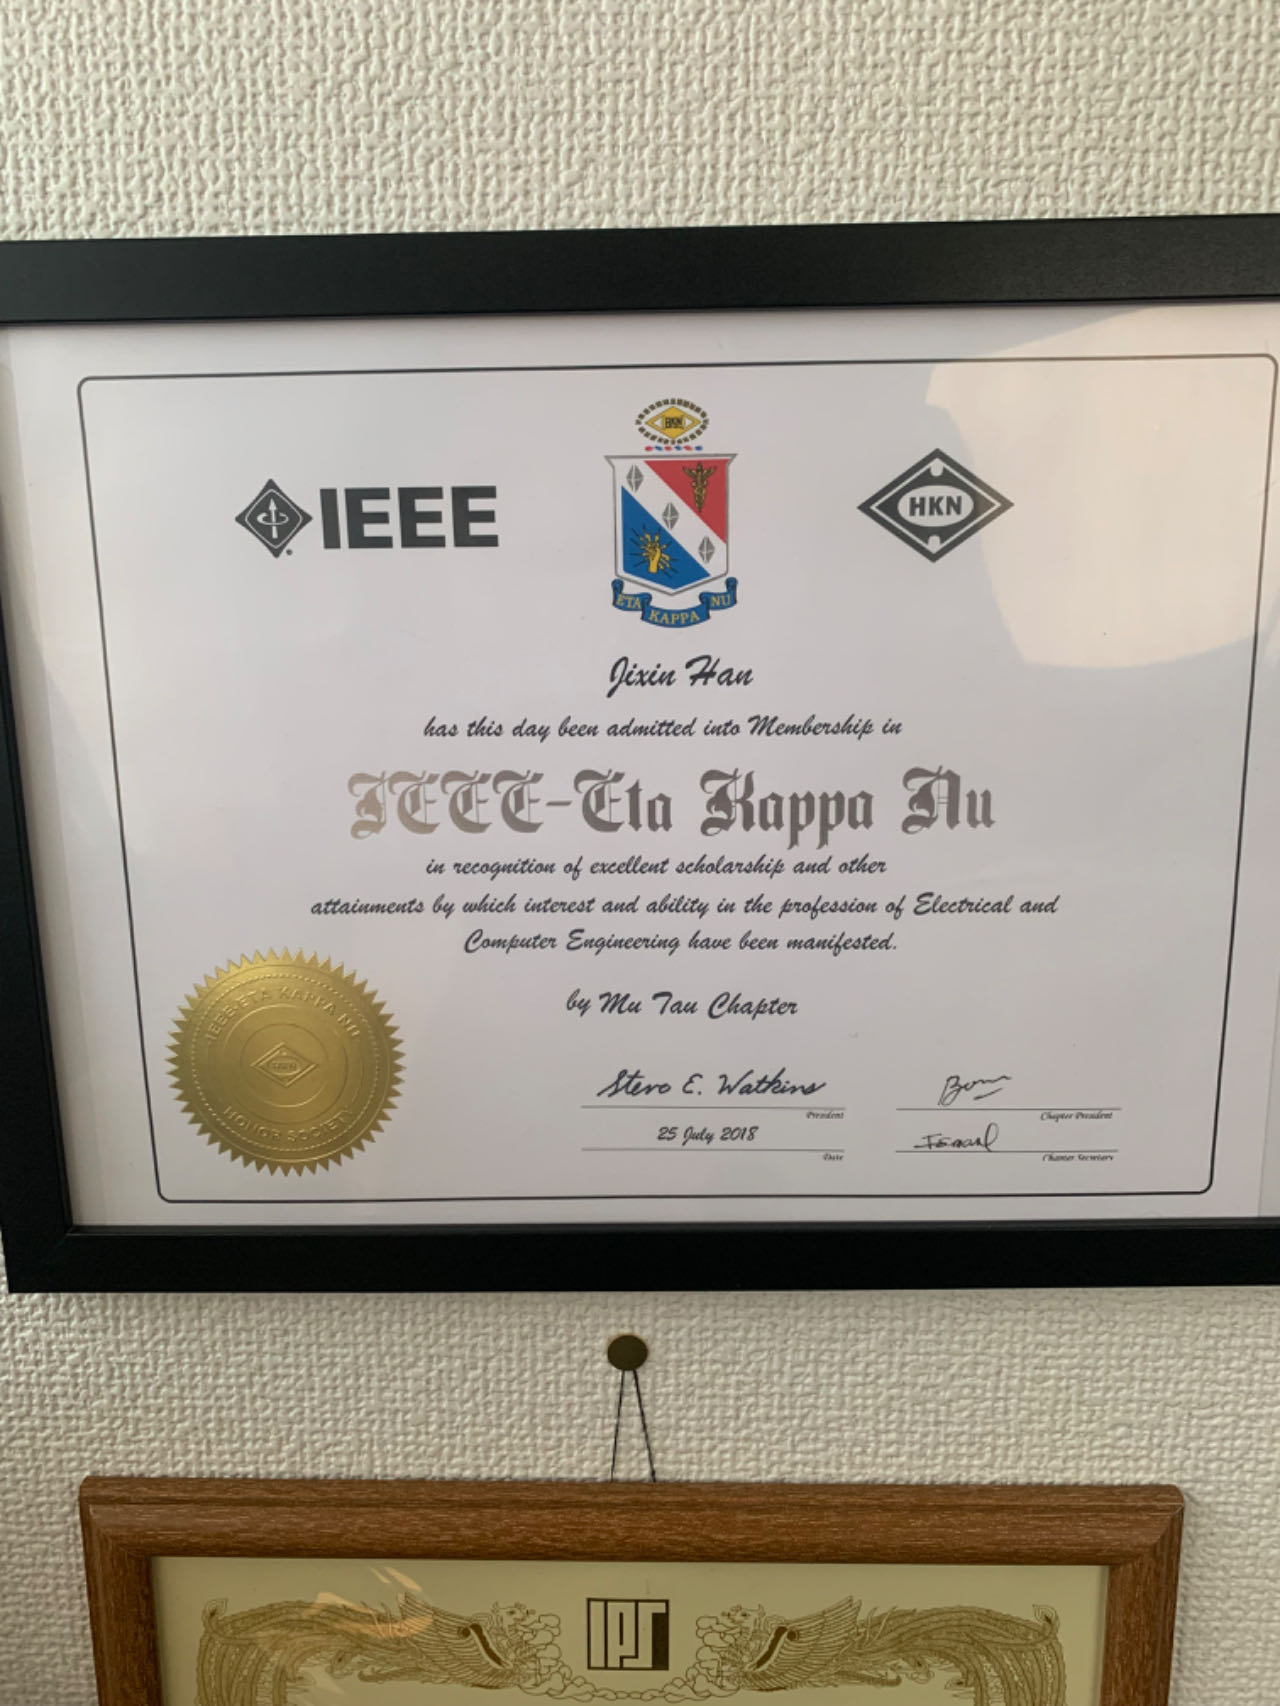 IEEE
HKN
HKN
ETA KAPPA NU
Jixin Han
has this day been admitted into Membership in
IEEE-Eta Kappa Nu
in recognition of excellent scholarship and other
attainments by which interest and ability in the profession of Electrical and
Computer Engineering have been manifested.
by Mu Tau Chapter
IEEE-ETA KAPPA NU
HKN
HONOR SOCIETY
Steve E. Watkins
President
Chapter President
25 July 2018
Date
Chapter Secretary
IPSJ